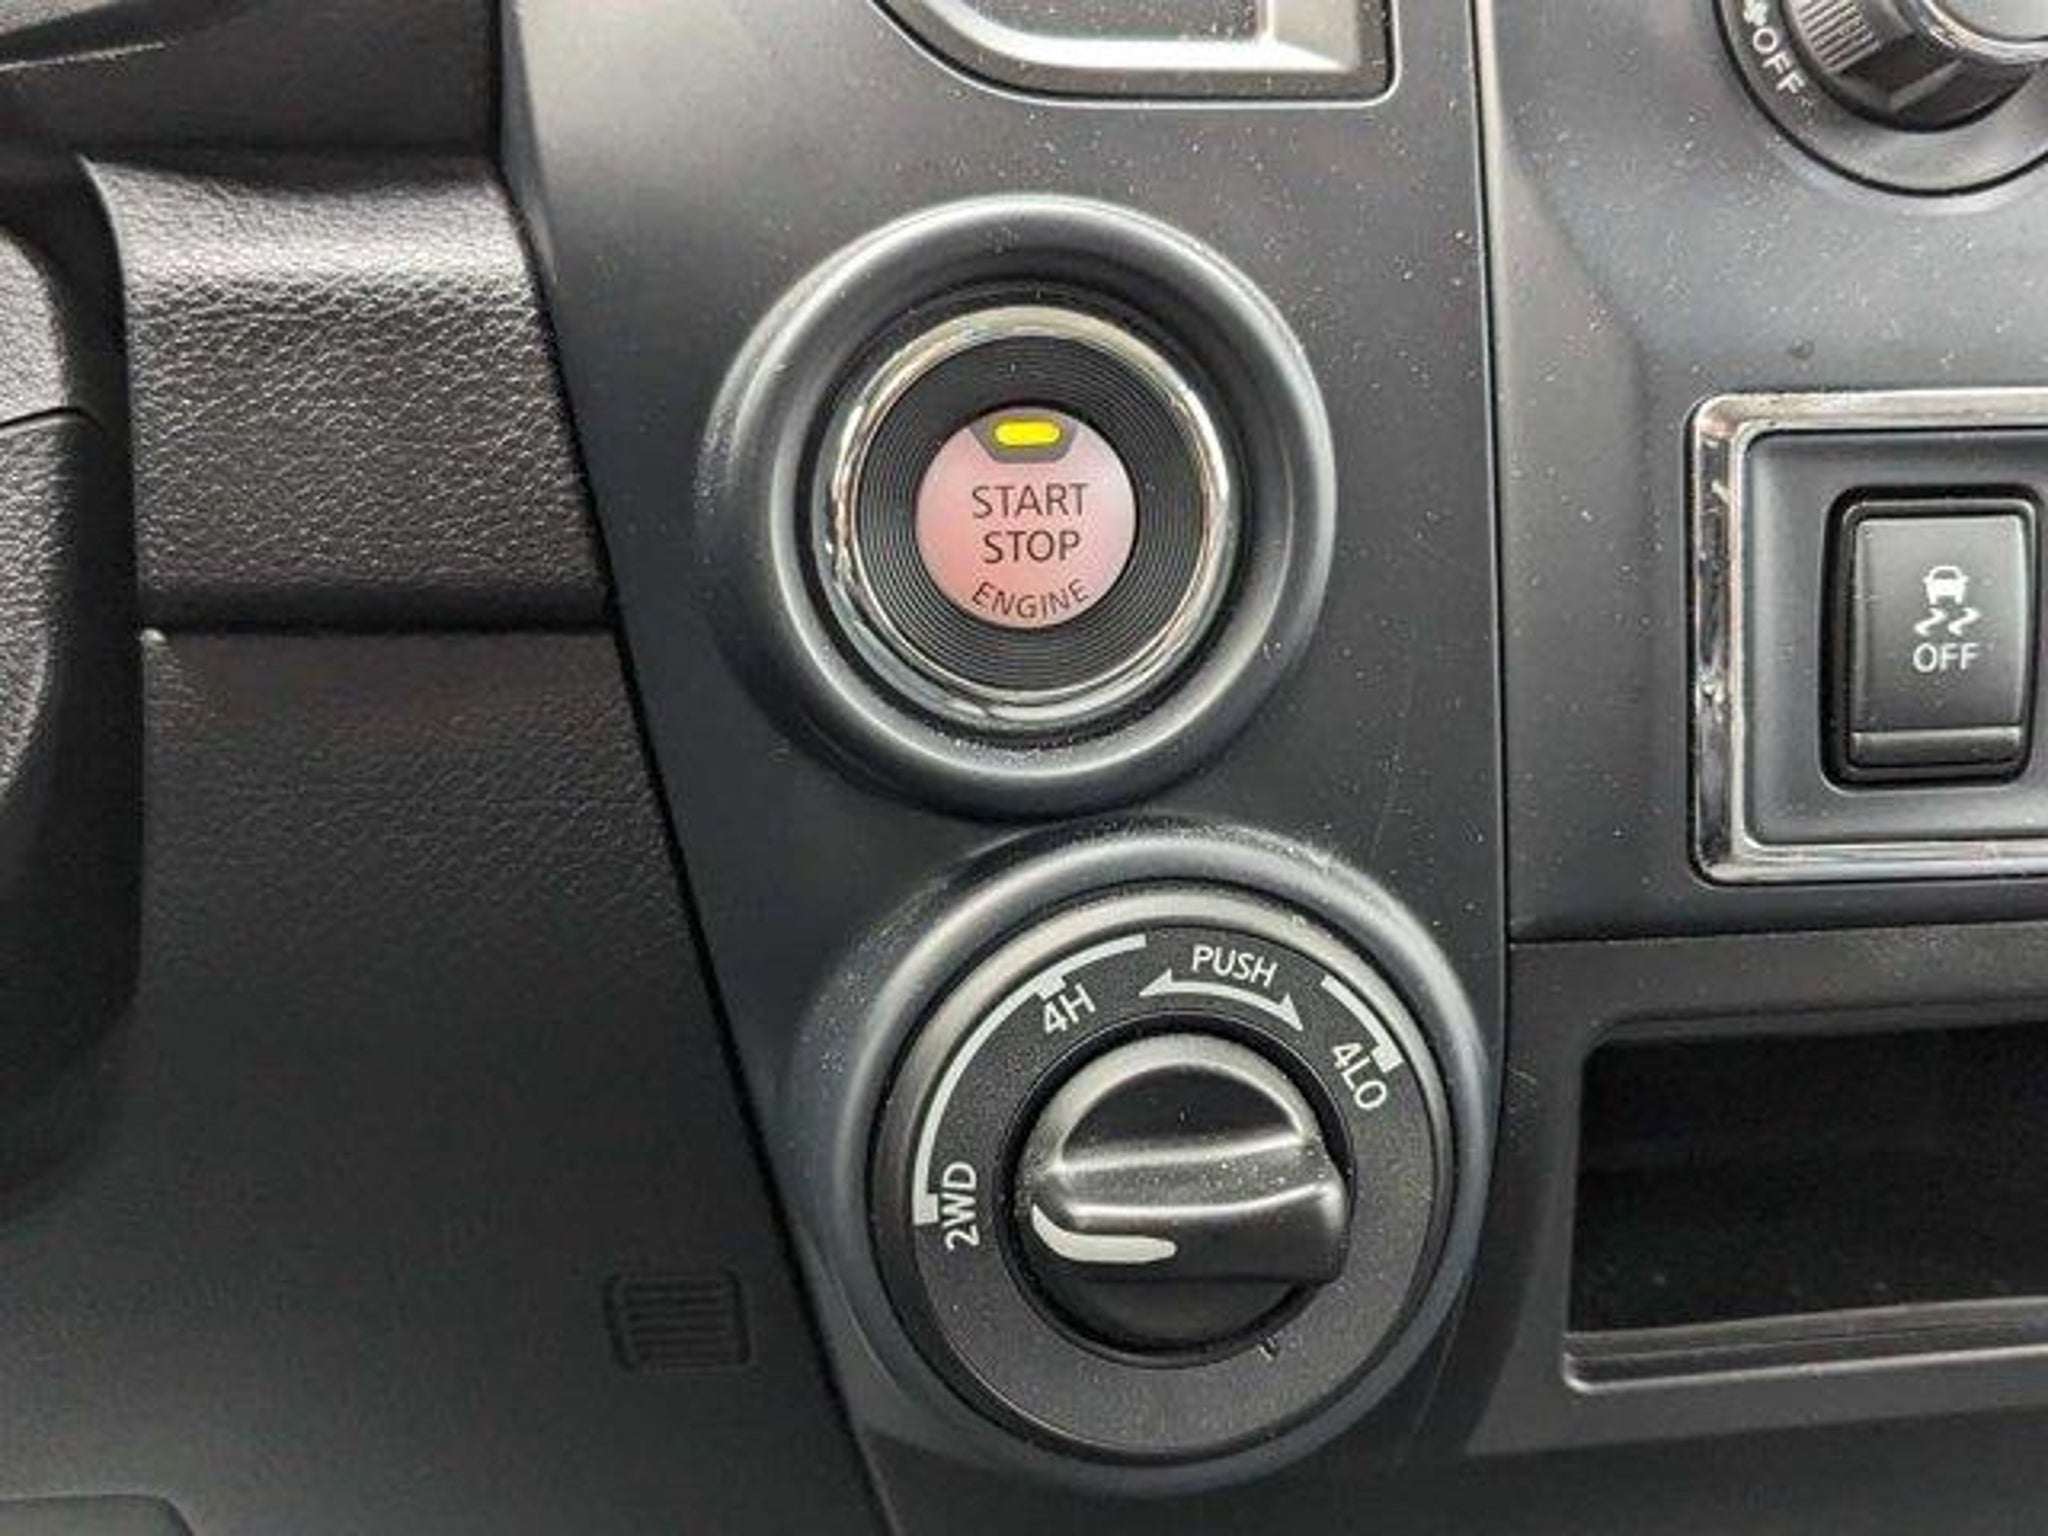 OFF
START
STOP
ENGINE
OFF
PUSH
4H
4LO
2WD